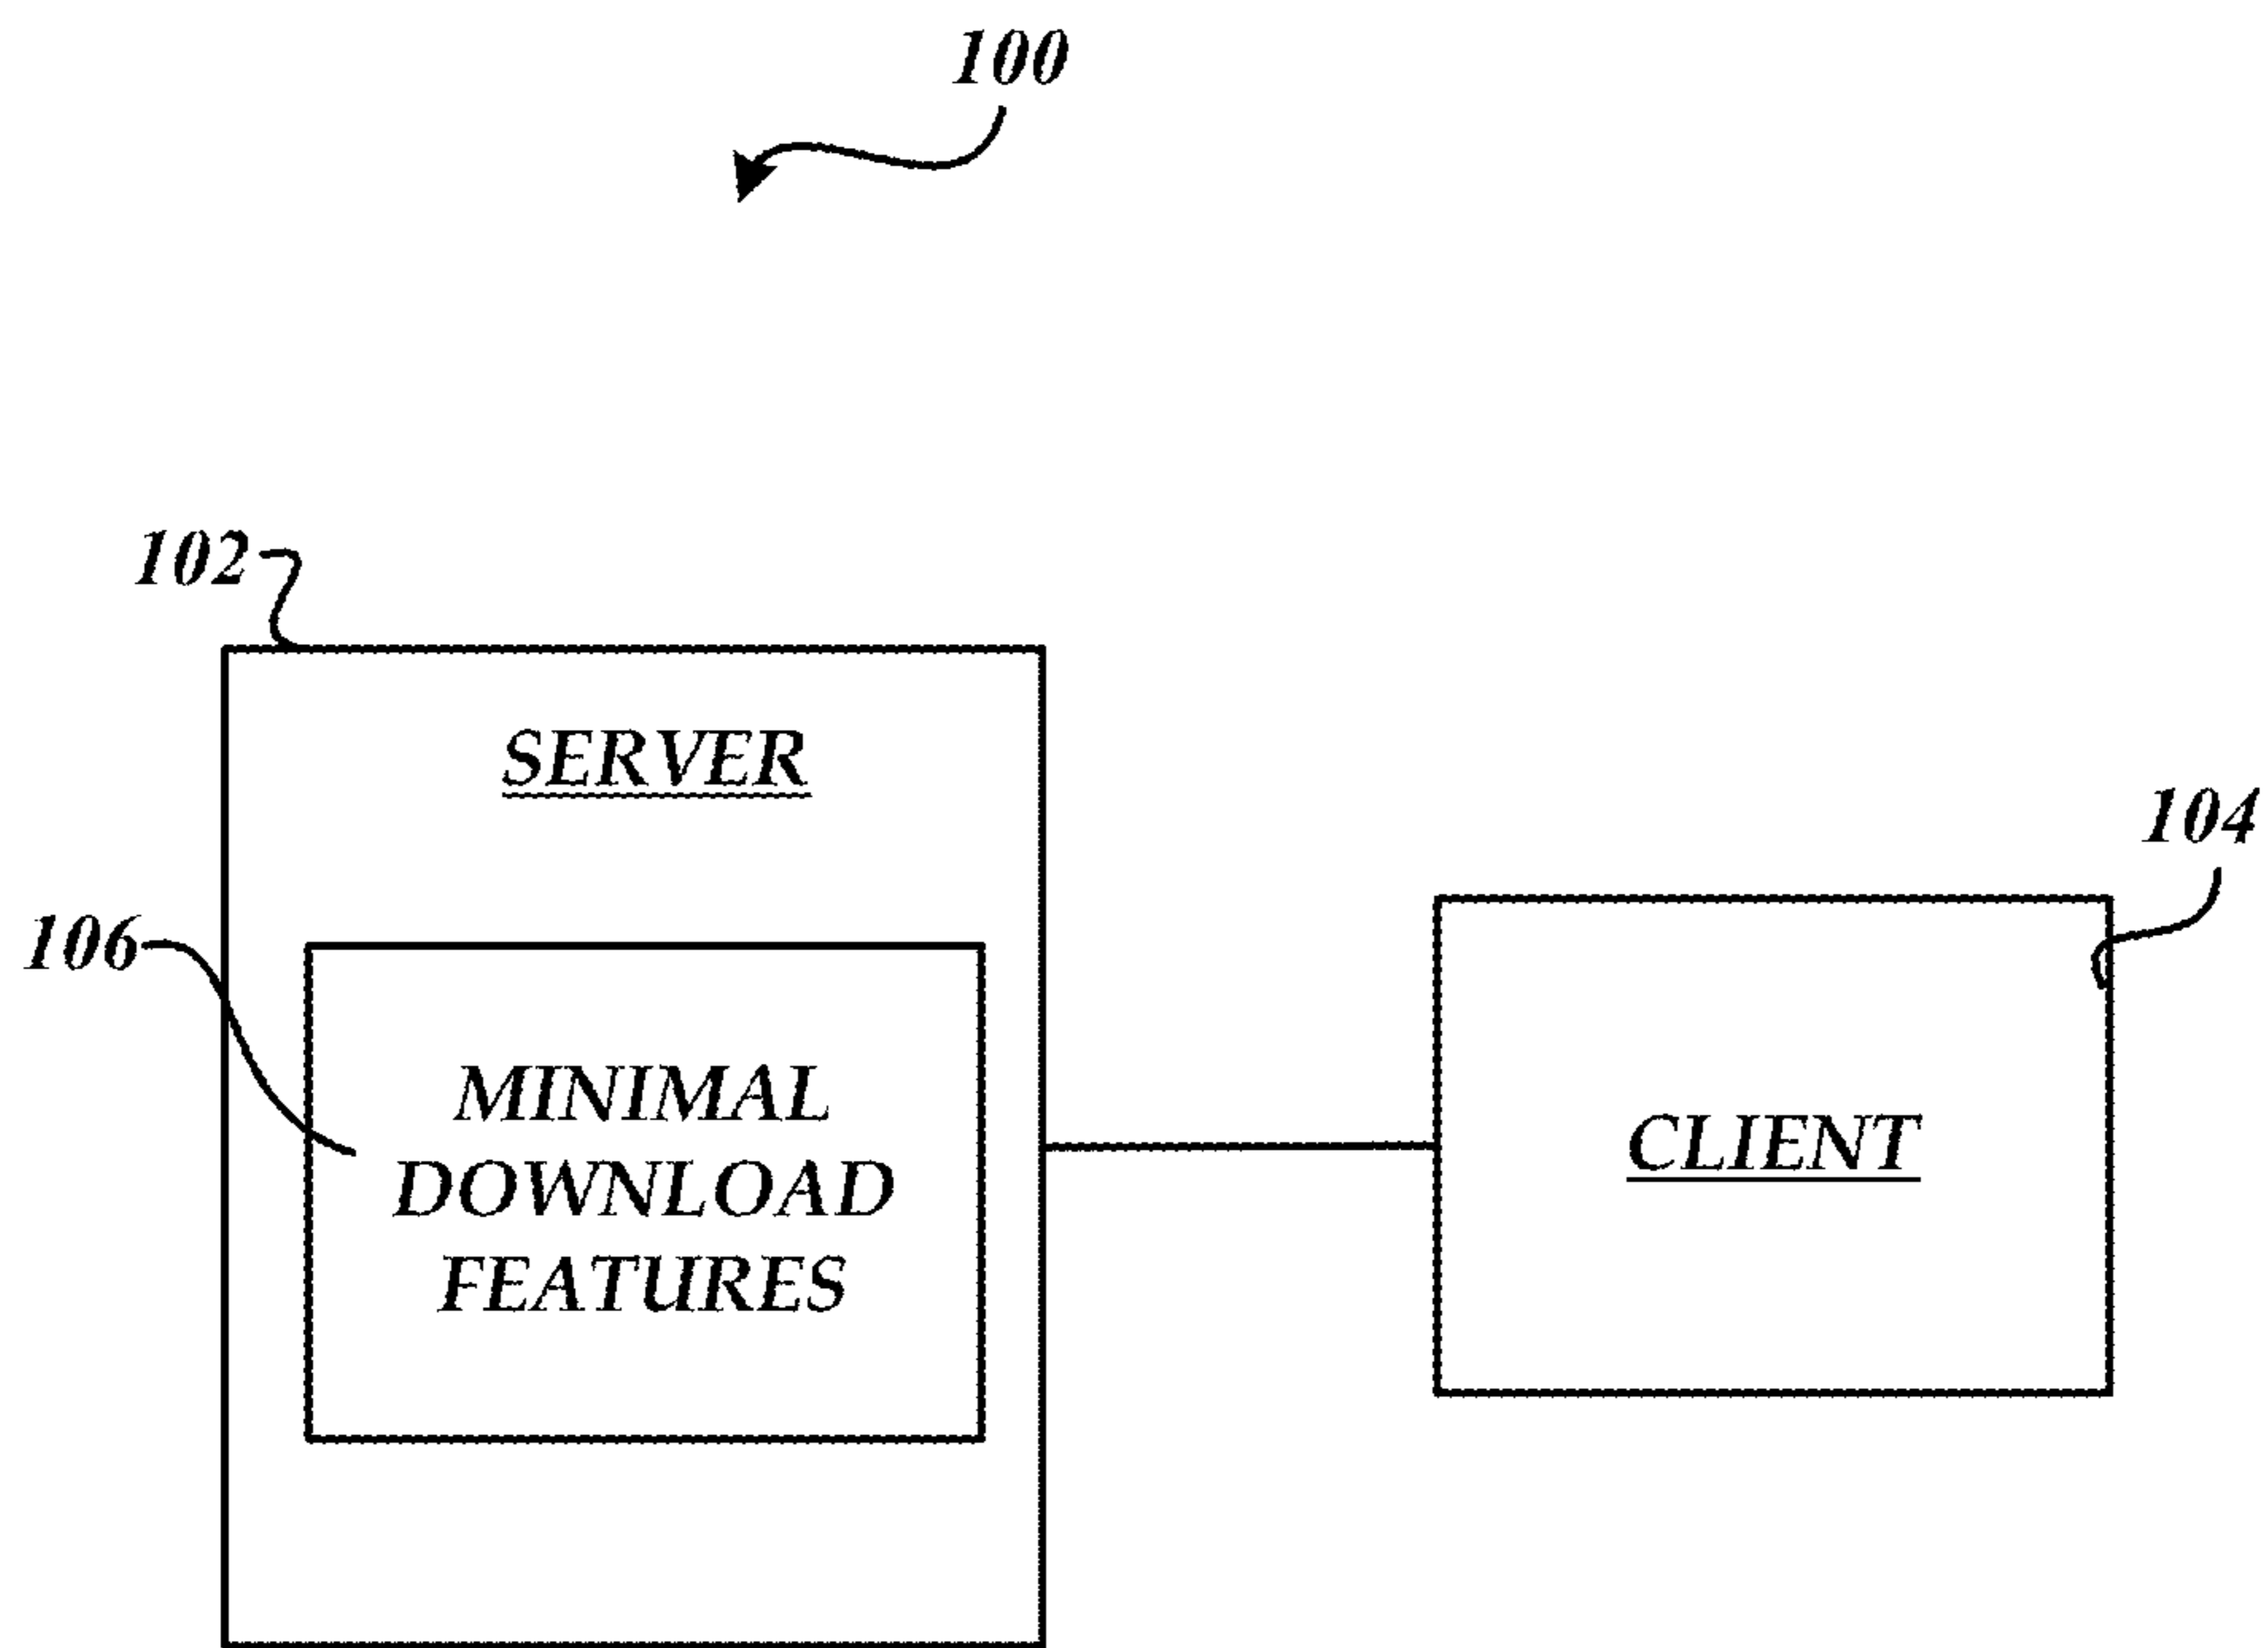 100
102
SERVER
104
106
MINIMAL
DOWNLOAD
FEATURES
CLIENT